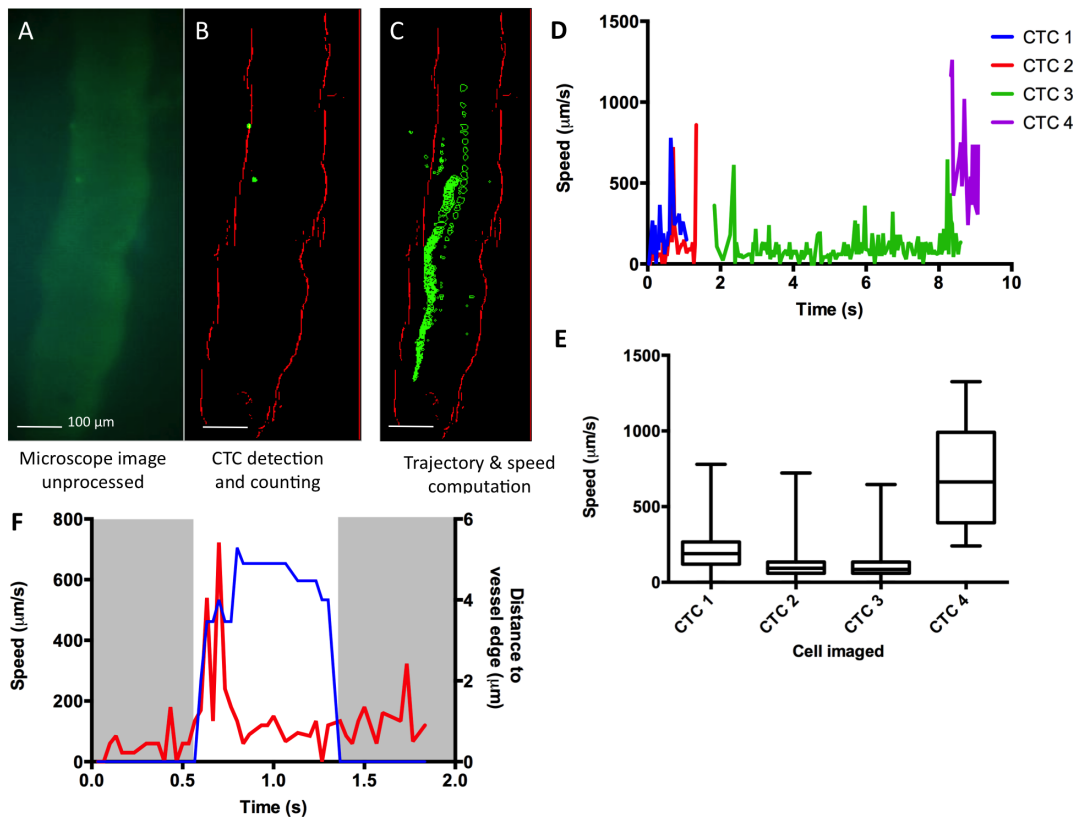 A
B
C
100 μm
Microscope image
unprocessed
CTC detection
and counting
Trajectory & speed
computation
D
1500
1000
500
0
Speed (μm/s)
0 2 4 6 8 10
Time (s)
CTC 1
CTC 2
CTC 3
CTC 4
E
1500
1000
500
0
Speed (μm/s)
CTC 1
CTC 2
CTC 3
CTC 4
Cell imaged
F
800
600
400
200
0
Speed (μm/s)
0.0 0.5 1.0 1.5 2.0
Time (s)
6
4
2
0
Distance to
vessel edge (μm)